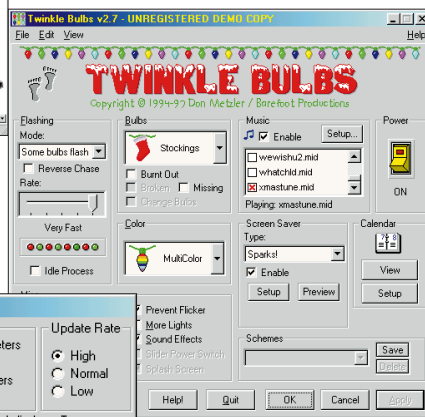 Twinkle Bulbs v2.7 - UNREGISTERED DEMO COPY
File Edit View Help
TWINKLE BULBS
Copyright © 1994-97 Don Metzler / Barefoot Productions
Flashing
Mode:
Some bulbs flash
Reverse Chase
Rate:
Very Fast
Idle Process
Bulbs
Stockings
Burnt Out
Broken Missing
Change Bulbs
Color
MultiColor
Music
Enable Setup...
wewishu2.mid
whatchld.mid
xmastune.mid
Playing: xmastune.mid
Power
ON
Screen Saver
Type:
Sparks!
Enable
Setup Preview
Calendar
View
Setup
Prevent Flicker
More Lights
Sound Effects
Slider Power Switch
Splash Screen
Schemes
Save
Delete
Help! Quit OK Cancel Apply
Update Rate
High
Normal
Low